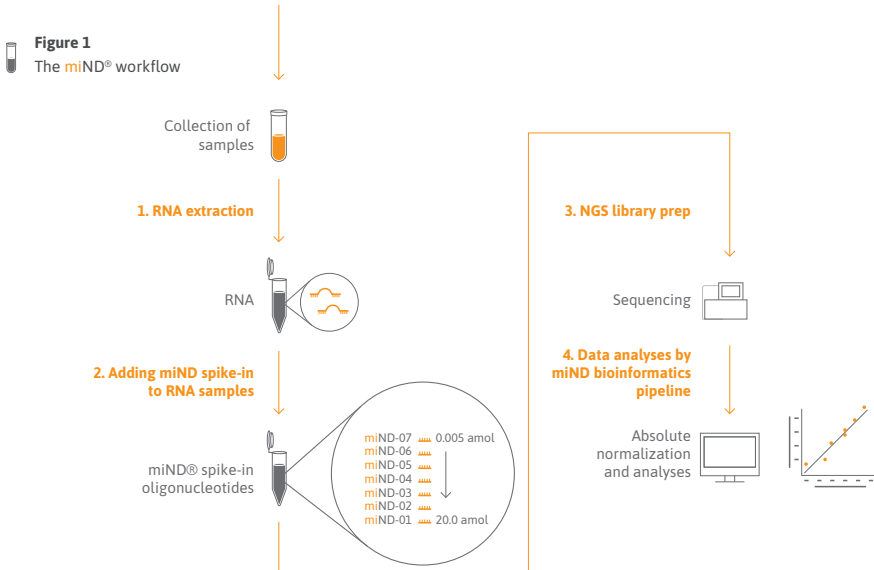 Figure 1
The miND® workflow
Collection of
samples
1. RNA extraction
RNA
2. Adding miND spike-in
to RNA samples
miND® spike-in
oligonucleotides
miND-07 0.005 amol
miND-06
miND-05
miND-04
miND-03
miND-02
miND-01 20.0 amol
3. NGS library prep
Sequencing
4. Data analyses by
miND bioinformatics
pipeline
Absolute
normalization
and analyses